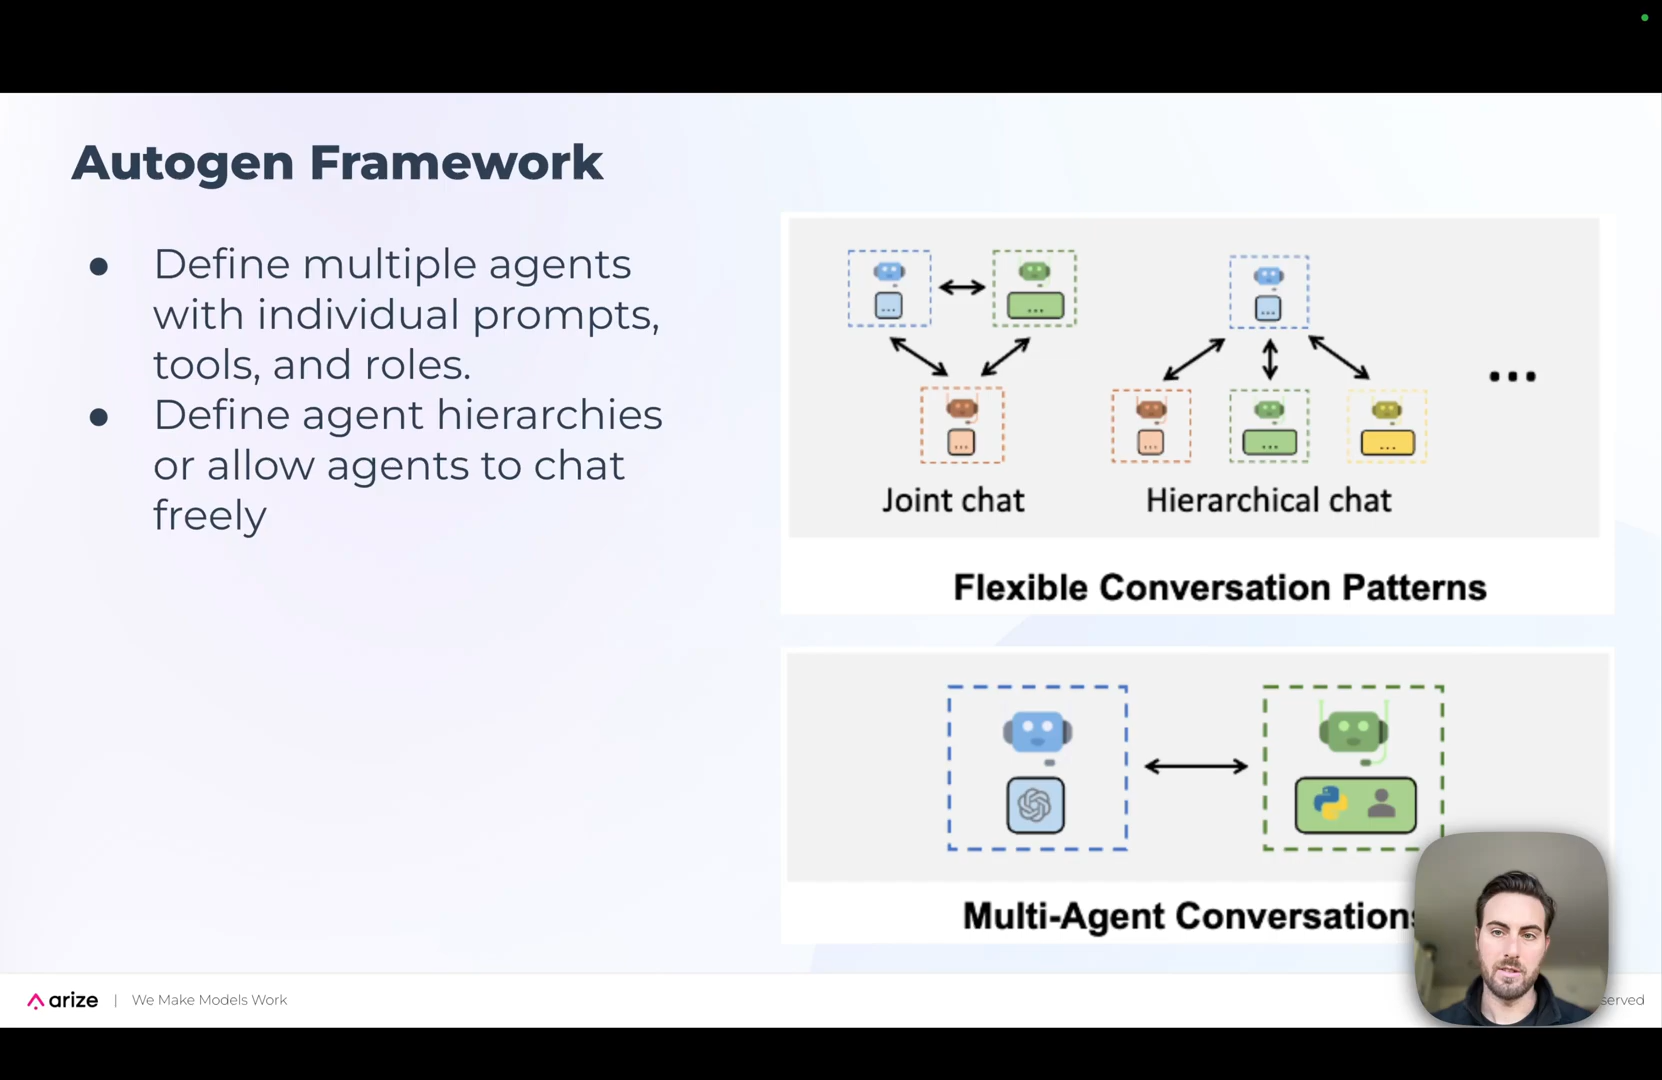 Autogen Framework
● Define multiple agents
with individual prompts,
tools, and roles.
● Define agent hierarchies
or allow agents to chat
freely
...
...
...
...
...
...
...
...
Joint chat
Hierarchical chat
Flexible Conversation Patterns
Multi-Agent Conversations
arize | We Make Models Work
served